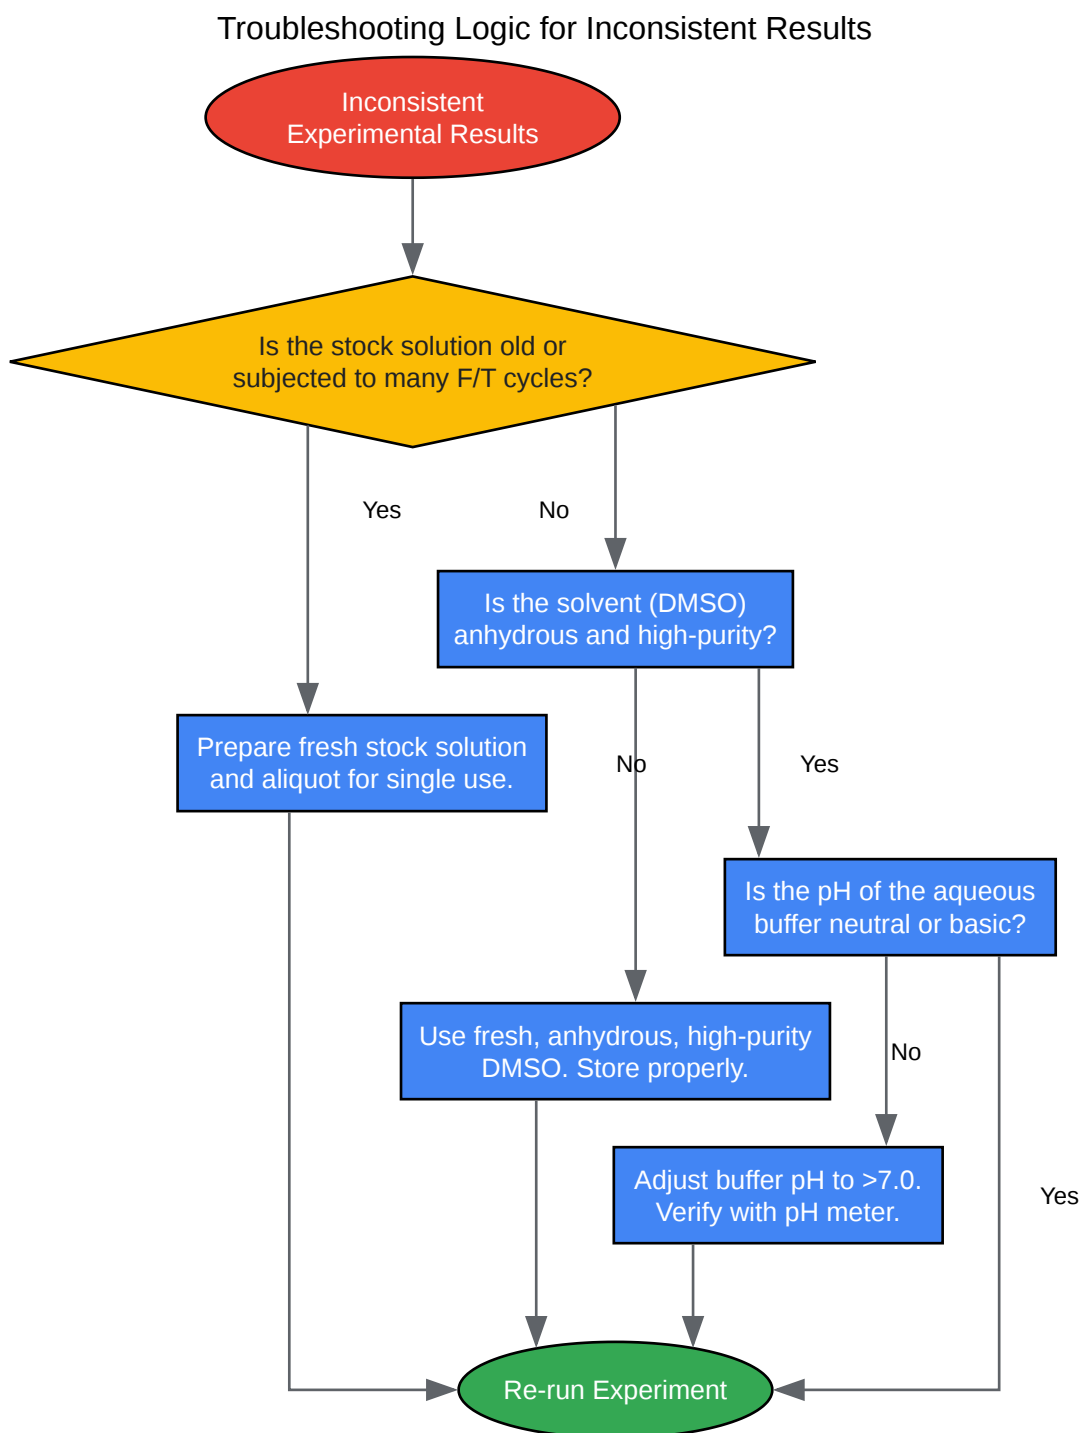 Troubleshooting Logic for Inconsistent Results
Inconsistent
Experimental Results
Is the stock solution old or
subjected to many F/T cycles?
Yes
No
Is the solvent (DMSO)
anhydrous and high-purity?
Prepare fresh stock solution
and aliquot for single use.
No
Yes
Is the pH of the aqueous
buffer neutral or basic?
Use fresh, anhydrous, high-purity
DMSO. Store properly.
No
Adjust buffer pH to >7.0.
Verify with pH meter.
Yes
Re-run Experiment